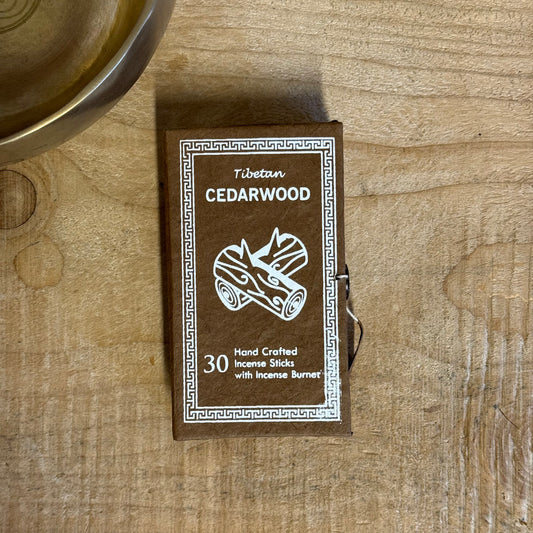 Tibetan
CEDARWOOD
30 Hand Crafted
Incense Sticks
with Incense Burner